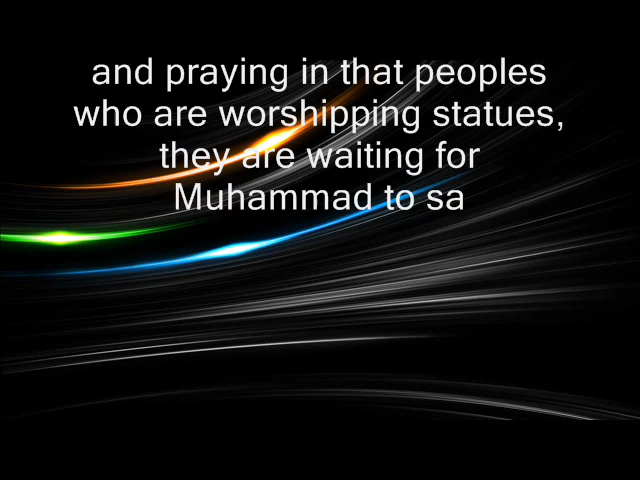 and praying in that peoples
who are worshipping statues,
they are waiting for
Muhammad to sa